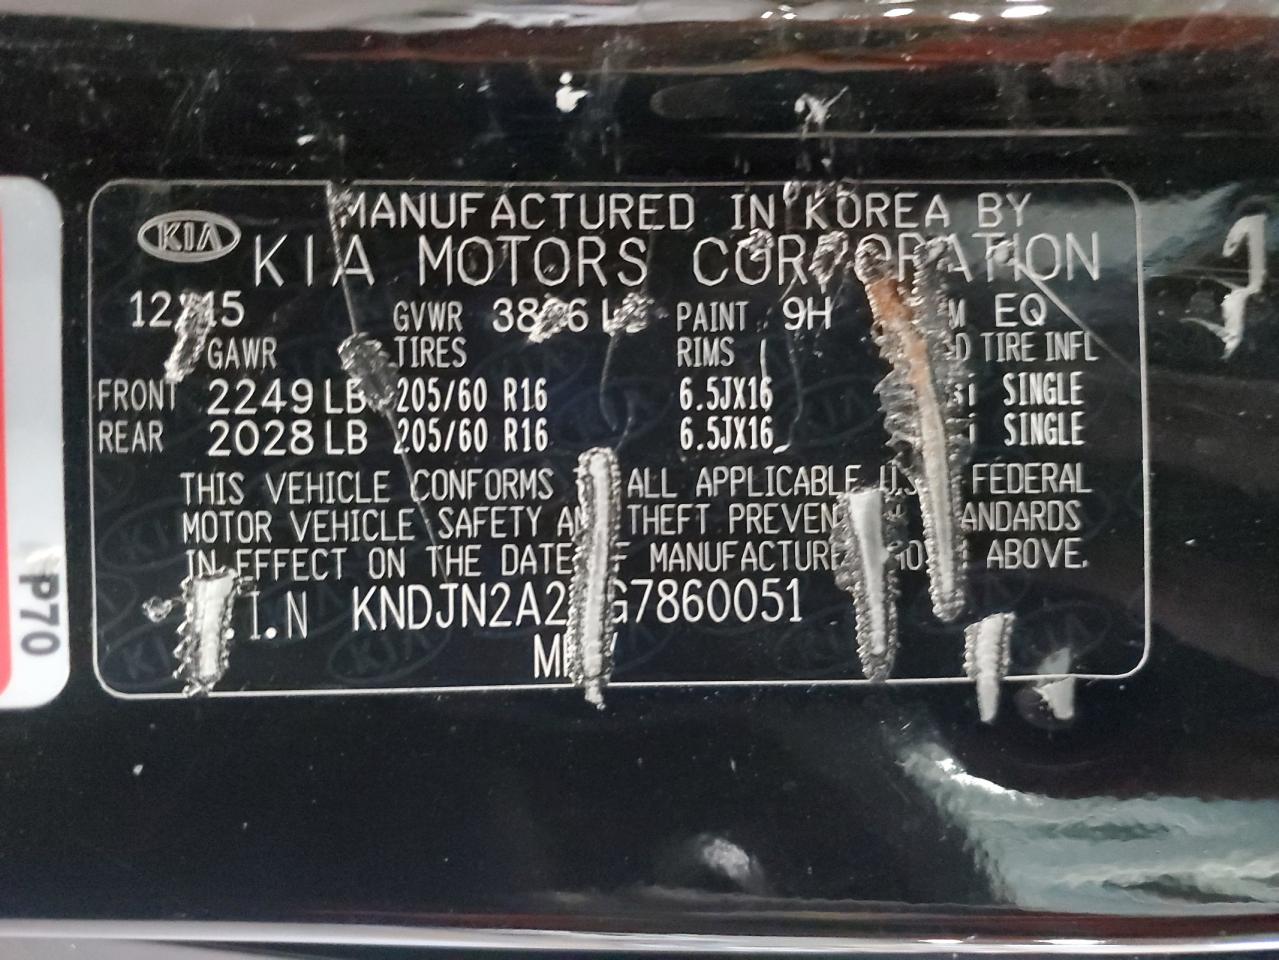 MANUFACTURED IN KOREA BY
KIA
KIA MOTORS CORPORATION
GVWR PAINT : 9H EQ
GAWR TIRES RIMS TIRE INFL
FRONT 2249 LB 205/60 R16 6.5JX16 SINGLE
REAR 2028 LB 205/60 R16 6.5JX16 SINGLE
THIS VEHICLE CONFORMS ALL APPLICABLE FEDERAL
MOTOR VEHICLE SAFETY THEFT
IN EFFECT ON THE DATE MANUFACTURE ABOVE.
P70